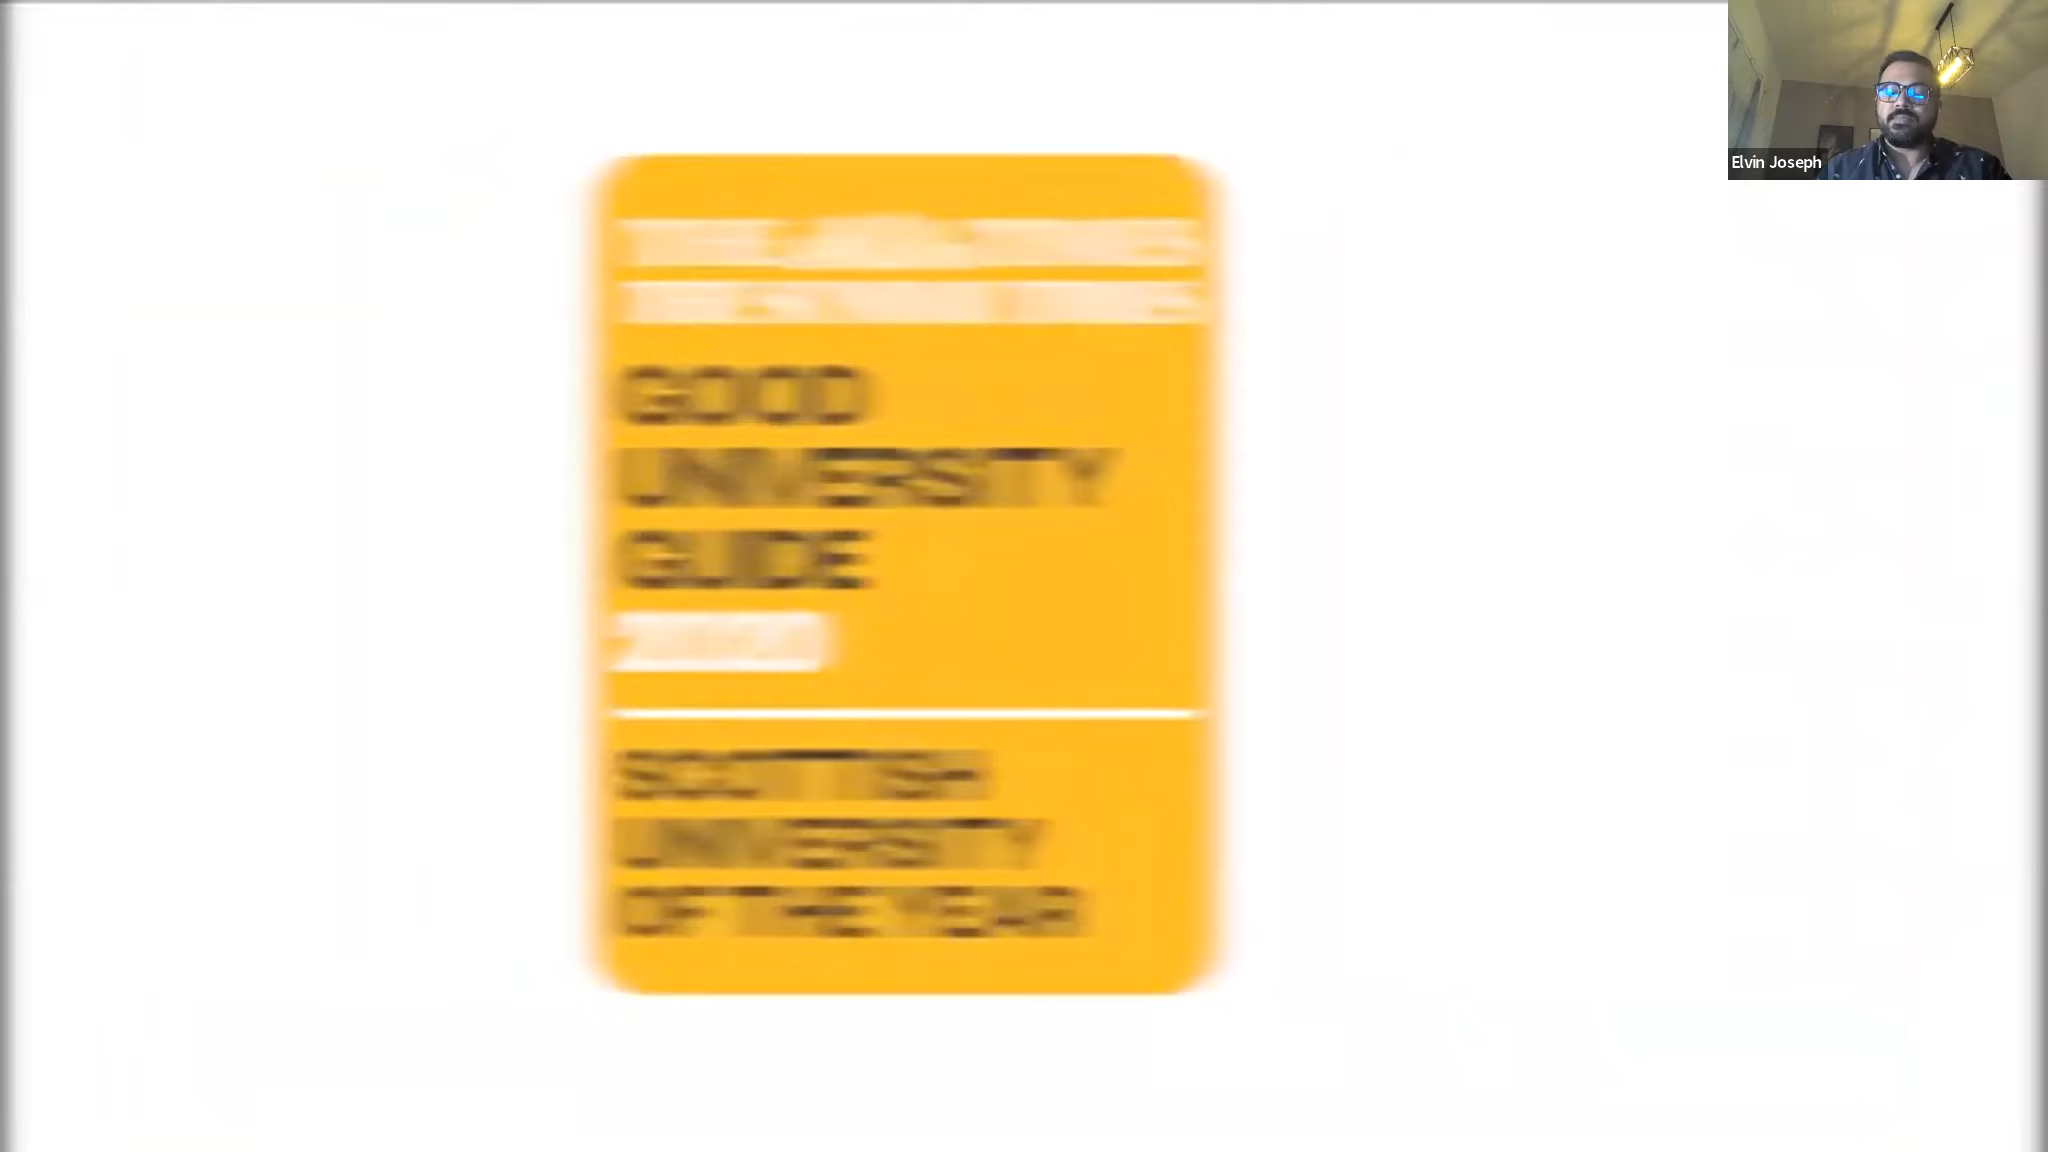 GOOD
UNIVERSITY
GUIDE
SCOTTISH
UNIVERSITY
OF THE YEAR
Elvin Joseph